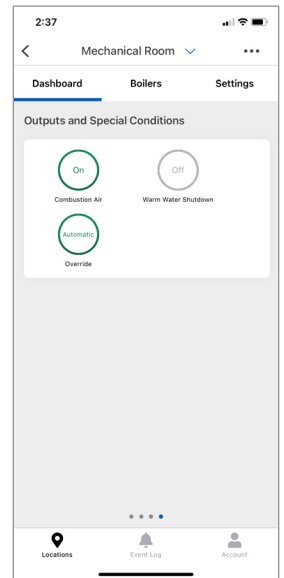 2:37
Mechanical Room
Dashboard Boilers Settings
Outputs and Special Conditions
On Off
Combustion Air Warm Water Shutdown
Automatic
Override
Locations Event Log Account